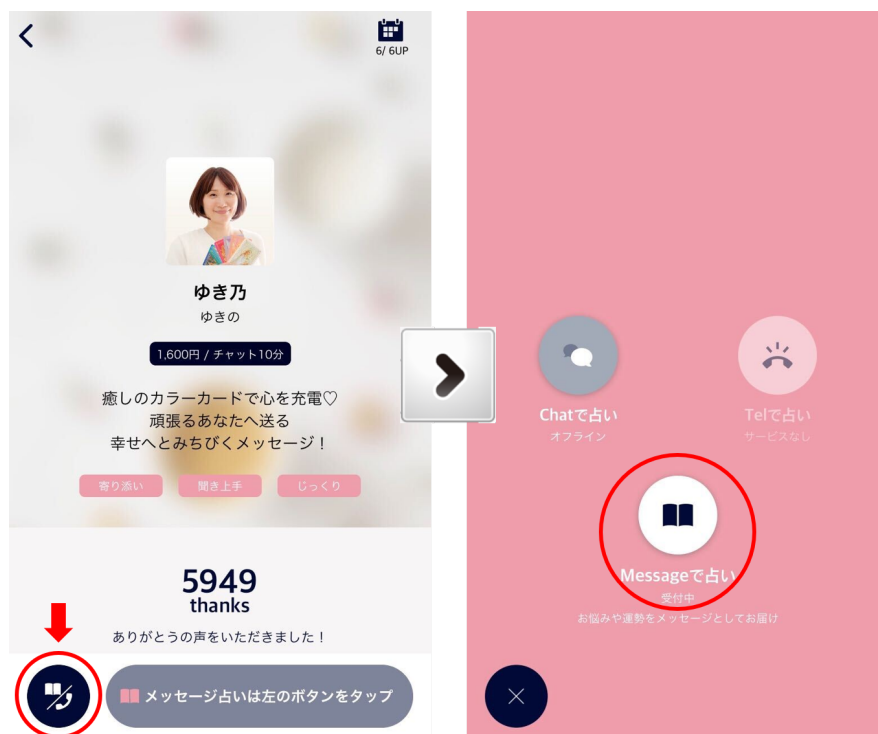 6/ 6UP
ゆき乃
ゆきの
1,600円 / チャット10分
癒しのカラーカードで心を充電♡
頑張るあなたへ送る
幸せへとみちびくメッセージ！
寄り添い
聞き上手
じっくり
5949
thanks
ありがとうの声をいただきました！
メッセージ占いは左のボタンをタップ
Chatで占い
オフライン
Telで占い
サービスなし
Messageで占い
受付中
お悩みや運勢をメッセージとしてお届け